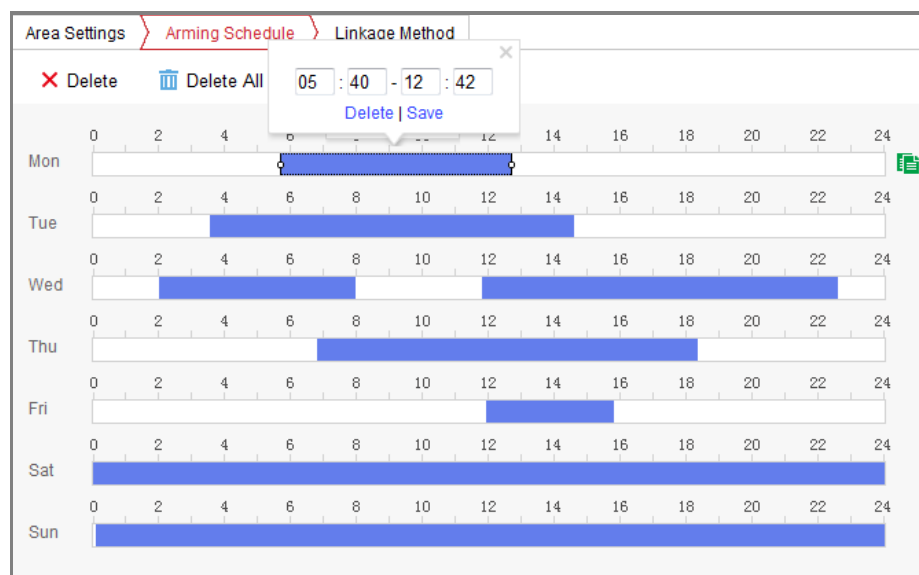 Area Settings Arming Schedule Linkage Method
Delete Delete All
05 : 40 - 12 : 42
Delete | Save
0 2 4 6 12 14 16 18 20 22 24
Mon
0 2 4 6 8 10 12 14 16 18 20 22 24
Tue
0 2 4 6 8 10 12 14 16 18 20 22 24
Wed
0 2 4 6 8 10 12 14 16 18 20 22 24
Thu
0 2 4 6 8 10 12 14 16 18 20 22 24
Fri
0 2 4 6 8 10 12 14 16 18 20 22 24
Sat
0 2 4 6 8 10 12 14 16 18 20 22 24
Sun